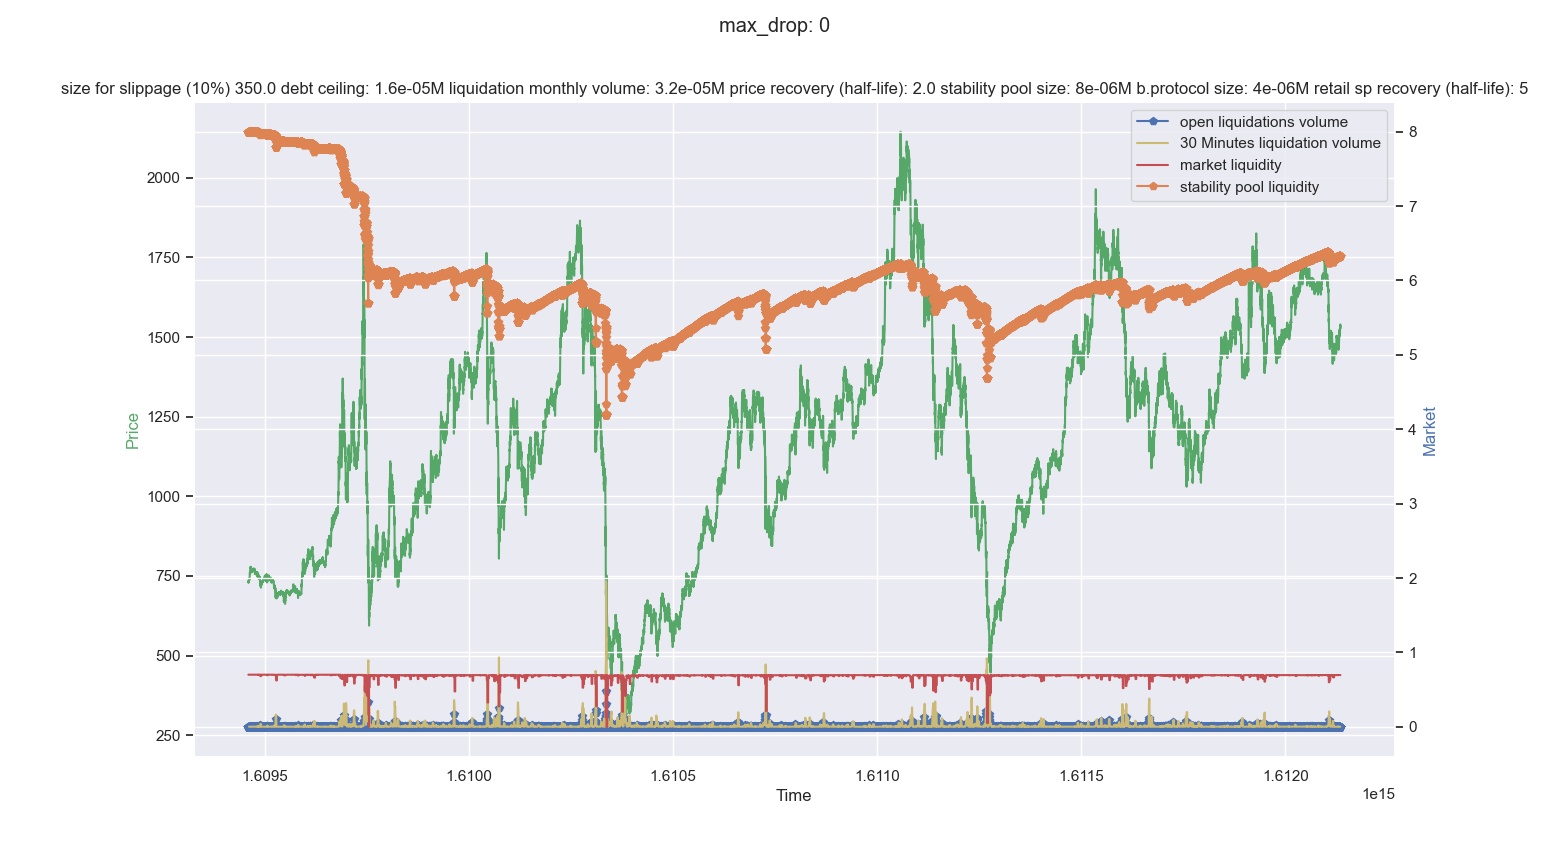 max_drop: 0
size for slippage (10%) 350.0 debt ceiling: 1.6e-05M liquidation monthly volume: 3.2e-05M price recovery (half-life): 2.0 stability pool size: 8e-06M b.protocol size: 4e-06M retail sp recovery (half-life): 5
open liquidations volume
30 Minutes liquidation volume
market liquidity
stability pool liquidity
2000
1750
1500
1250
1000
750
500
250
Price
8
7
6
5
4
3
2
1
0
Market
1.6095
1.6100
1.6105
1.6110
1.6115
1.6120
1e15
Time